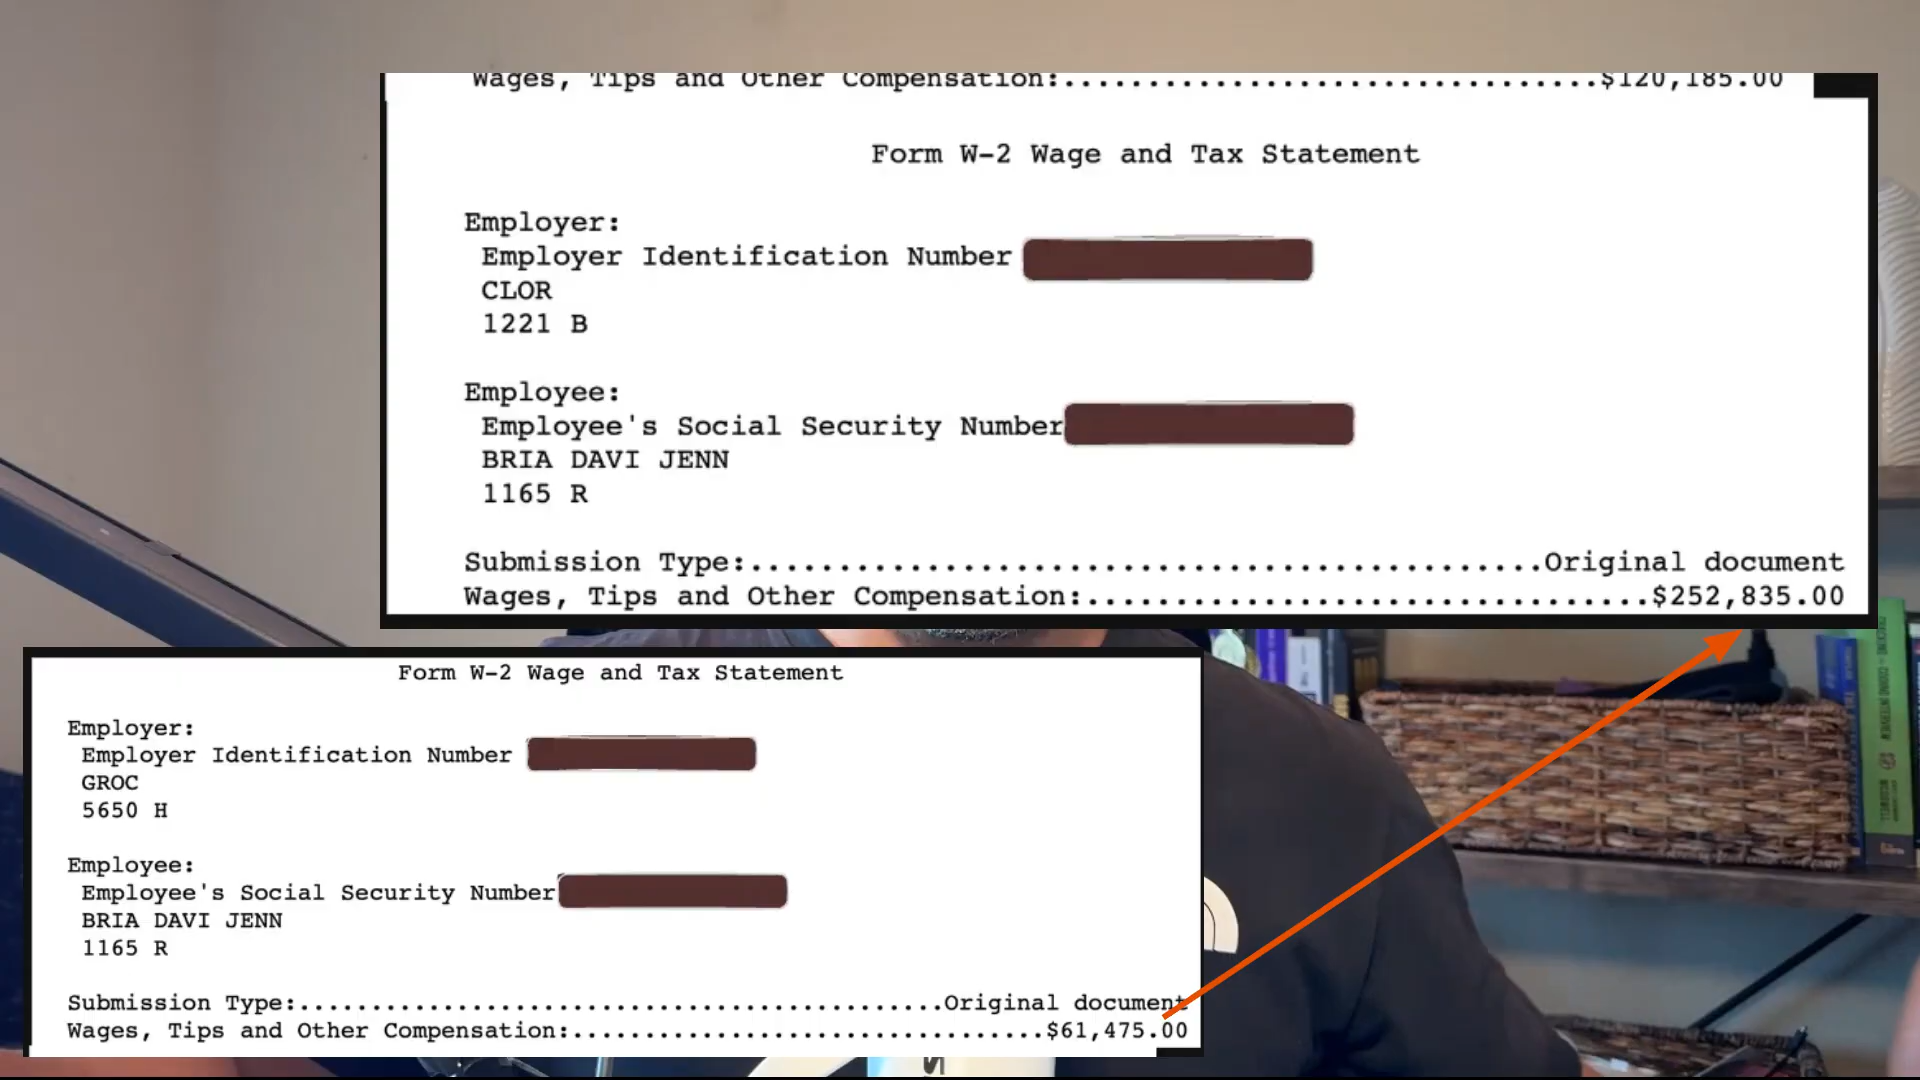 Wages, Tips and Other Compensation:..............................$120,185.00
Form W-2 Wage and Tax Statement
Employer:
Employer Identification Number
CLOR
1221 B
Employee:
Employee's Social Security Number
BRIA DAVI JENN
1165 R
Submission Type:.............................................Original document
Wages, Tips and Other Compensation:................................$252,835.00
Form W-2 Wage and Tax Statement
Employer:
Employer Identification Number
GROC
5650 H
Employee:
Employee's Social Security Number
BRIA DAVI JENN
1165 R
Submission Type:.............................................Original document
Wages, Tips and Other Compensation:.................................$61,475.00